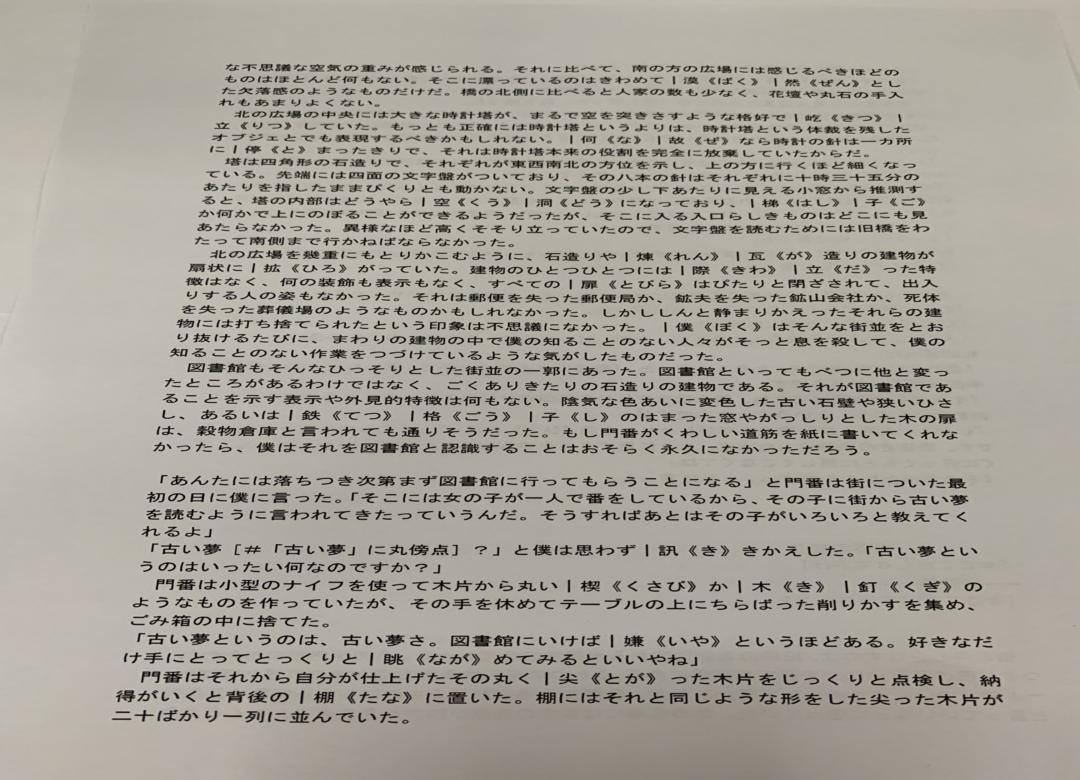 な不思議な空気の重みが感じられる。それに比べて、南の方の広場には感じるべきほどの
ものはほとんど何もない。そこに漂っているのはきわめて|漠《ばく》|然《ぜん》とし
た欠落感のようなものだけだ。橋の北側に比べると人家の数も少なく、花壇や丸石の手入
れもあまりよくない。
北の広場の中央には大きな時計塔が、まるで空を突きさすような格好で|屹《きつ》|
立《りつ》していた。もっとも正確には時計塔というよりは、時計塔という体裁を残した
オブジェとでも表現するべきかもしれない。|何《な》|故《ぜ》なら時計の針は一カ所
に|停《と》まったきりで、それは時計塔本来の役割を完全に放棄していたからだ。
塔は四角形の石造りで、それぞれが東西南北の方位を示し、上の方に行くほど細くなっ
ている。先端には四面の文字盤がついており、その八本の針はそれぞれに十時三十五分の
あたりを指したままぴくりとも動かない。文字盤の少し下あたりに見える小窓から推測す
ると、塔の内部はどうやら|空《くう》|洞《どう》になっており、|梯《はし》|子《ご》
か何かで上にのぼることができるようだったが、そこに入る入口らしきものはどこにも見
あたらなかった。異様なほど高くそそり立っていたので、文字盤を読むためには旧橋をわ
たって南側まで行かねばならなかった。
北の広場を幾重にもとりかこむように、石造りや|煉《れん》|瓦《が》造りの建物が
扇状に|拡《ひろ》がっていた。建物のひとつひとつには|際《きわ》|立《だ》った特
徴はなく、何の装飾も表示もなく、すべての|扉《とびら》はぴたりと閉ざされて、出入
りする人の姿もなかった。それは郵便を失った郵便局か、鉱夫を失った鉱山会社か、死体
を失った葬儀場のようなものかもしれなかった。しかししんと静まりかえったそれらの建
物には打ち捨てられたという印象は不思議になかった。|僕《ぼく》はそんな街並をとお
り抜けるたびに、まわりの建物の中で僕の知ることのない人々がそっと息を殺して、僕の
知ることのない作業をつづけているような気がしたものだった。
図書館もそんなひっそりとした街並の一郭にあった。図書館といってもべつに他と変っ
たところがあるわけではなく、ごくありきたりの石造りの建物である。それが図書館であ
ることを示す表示や外見的特徴は何もない。陰気な色あいに変色した古い石壁や狭いひさ
し、あるいは|鉄《てつ》|格《ごう》|子《し》のはまった窓やがっしりとした木の扉
は、穀物倉庫と言われても通りそうだった。もし門番がくわしい道筋を紙に書いてくれな
かったら、僕はそれを図書館と認識することはおそらく永久になかっただろう。
「あんたには落ちつき次第まず図書館に行ってもらうことになる」と門番は街についた最
初の日に僕に言った。「そこには女の子が一人で番をしているから、その子に街から古い夢
を読むように言われてきたっていうんだ。そうすればあとはその子がいろいろと教えてく
れるよ」
「古い夢[#「古い夢」に丸傍点]?」と僕は思わず|訊《き》きかえした。「古い夢とい
うのはいったい何なのですか?」
門番は小型のナイフを使って木片から丸い|楔《くさび》か|木《き》|釘《くぎ》の
ようなものを作っていたが、その手を休めてテーブルの上にちらばった削りかすを集め、
ごみ箱の中に捨てた。
「古い夢というのは、古い夢さ。図書館にいけば|嫌《いや》というほどある。好きなだ
け手にとってとっくりと|眺《なが》めてみるといいやね」
門番はそれから自分が仕上げたその丸く|尖《とが》った木片をじっくりと点検し、納
得がいくと背後の|棚《たな》に置いた。棚にはそれと同じような形をした尖った木片が
二十ばかり一列に並んでいた。